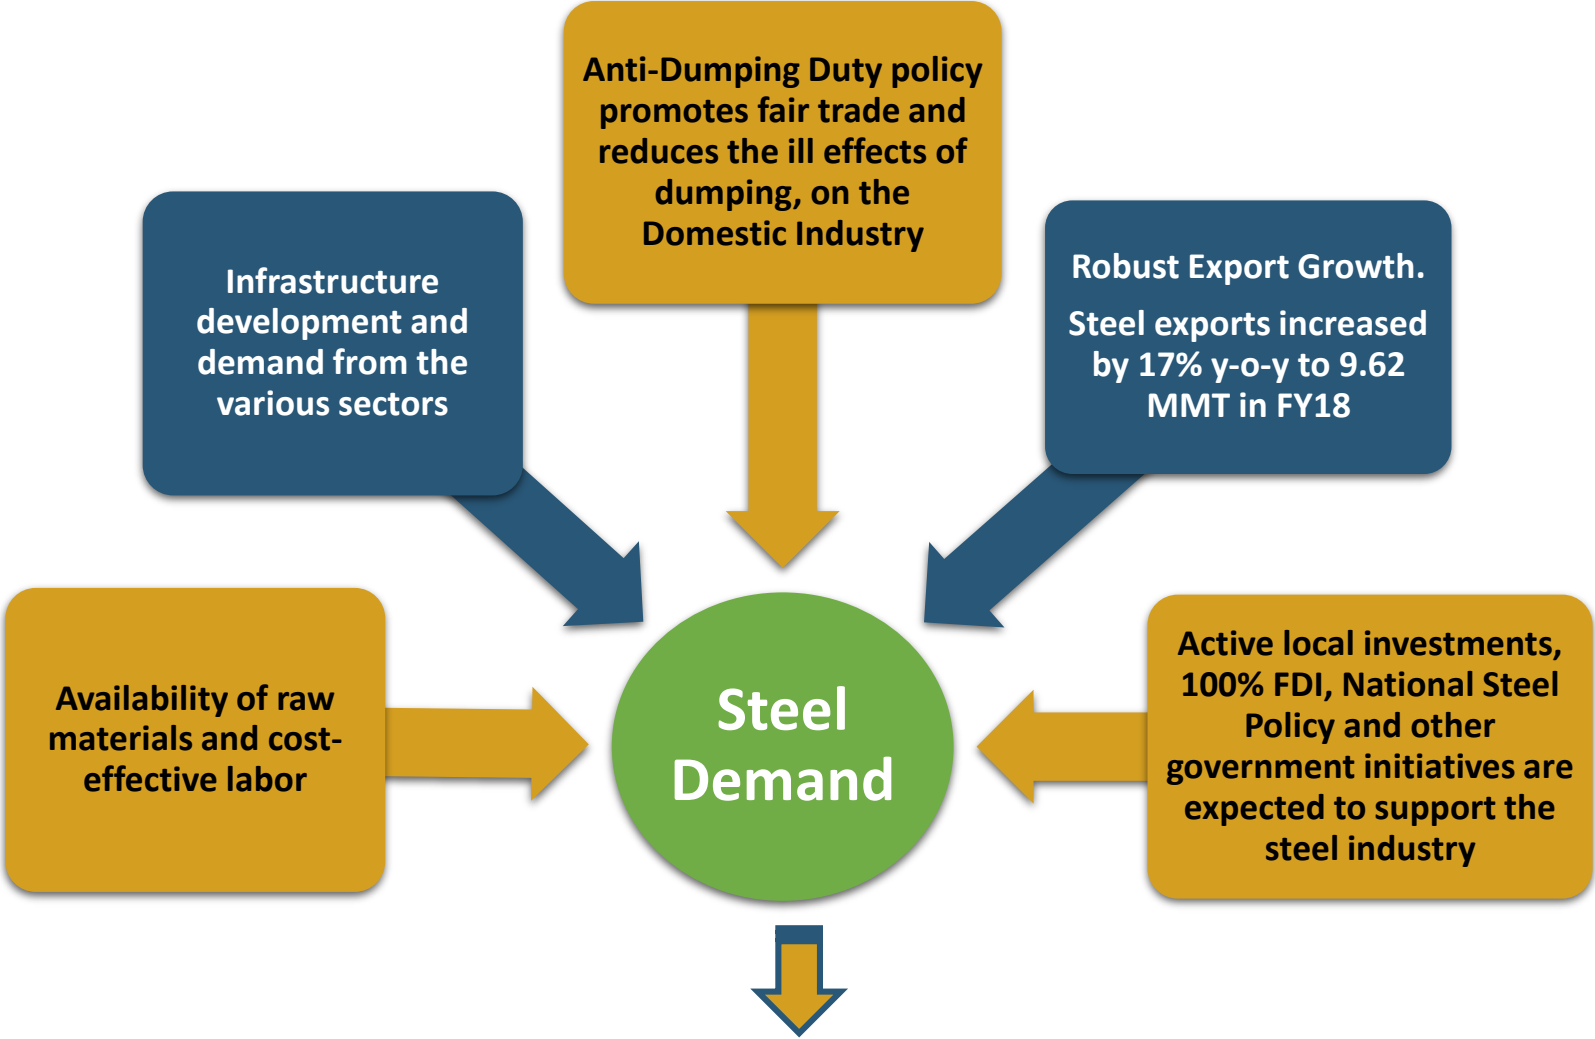 Anti-Dumping Duty policy
promotes fair trade and
reduces the ill effects of
dumping, on the
Domestic Industry
Infrastructure
development and
demand from the
various sectors
Robust Export Growth.
Steel exports increased
by 17% y-o-y to 9.62
MMT in FY18
Availability of raw
materials and cost-
effective labor
Steel
Demand
Active local investments,
100% FDI, National Steel
Policy and other
government initiatives are
expected to support the
steel industry